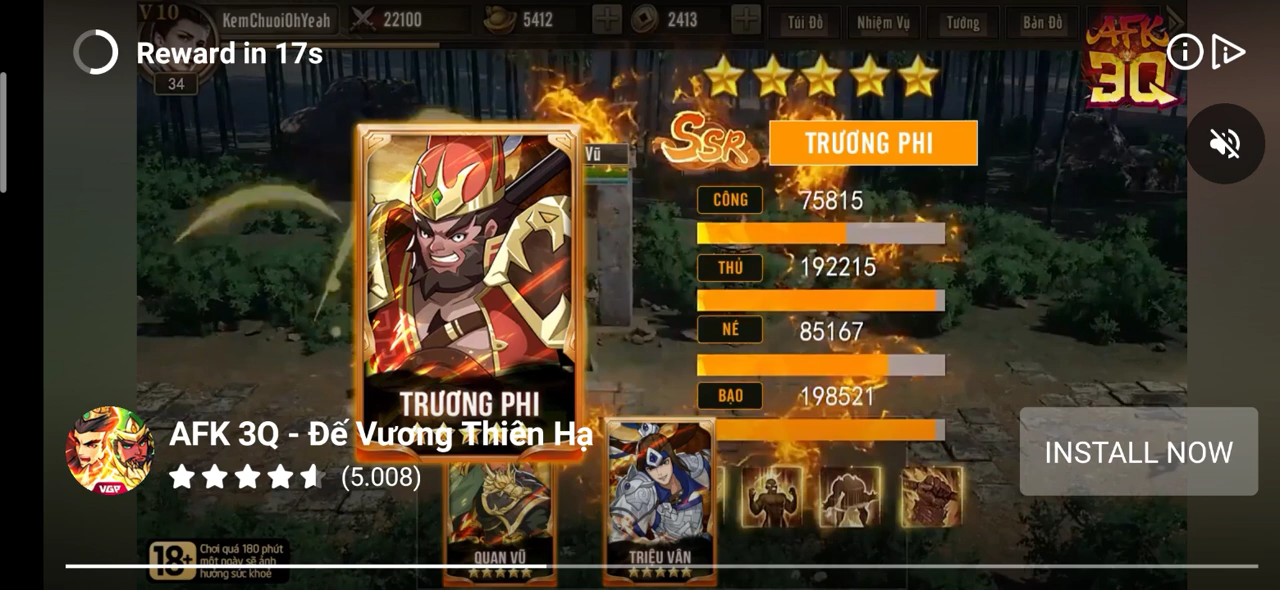 V10
KemChuoiOhYeah
22100
5412
2413
Túi Đồ
Nhiệm Vụ
Tướng
Bản Đồ
AFK
3Q
Reward in 17s
34
SSR
TRƯƠNG PHI
Vũ
CÔNG 75815
THỦ 192215
NÉ 85167
BẠO 198521
TRƯƠNG PHI
AFK 3Q - Đế Vương Thiên Hạ
(5.008)
INSTALL NOW
VGP
QUAN VŨ
TRIỆU VÂN
18+
Chơi quá 180 phút
một ngày sẽ ảnh
hưởng sức khoẻ